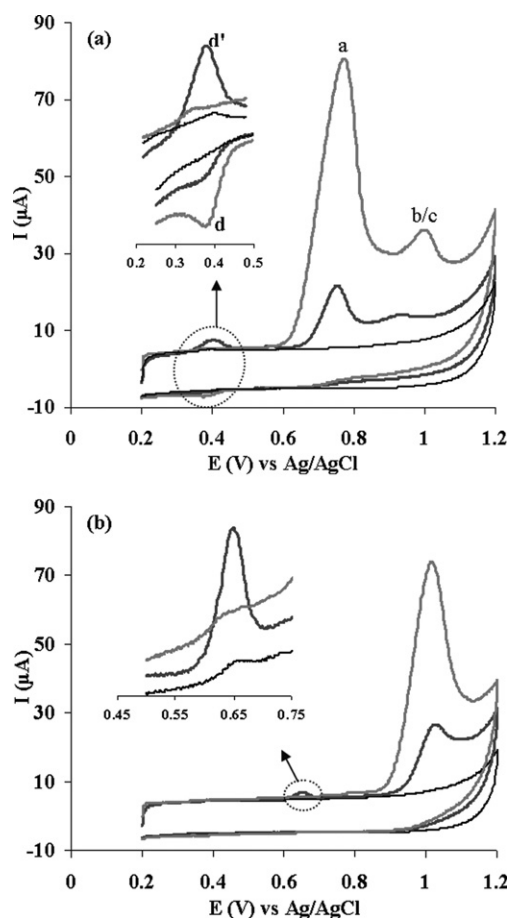 (a)
90
70
50
30
10
-10
I (µA)
d'
d
0.2 0.3 0.4 0.5
a
b/c
0 0.2 0.4 0.6 0.8 1 1.2
E (V) vs Ag/AgCl
(b)
90
70
50
30
10
-10
I (µA)
0.45 0.55 0.65 0.75
0 0.2 0.4 0.6 0.8 1 1.2
E (V) vs Ag/AgCl